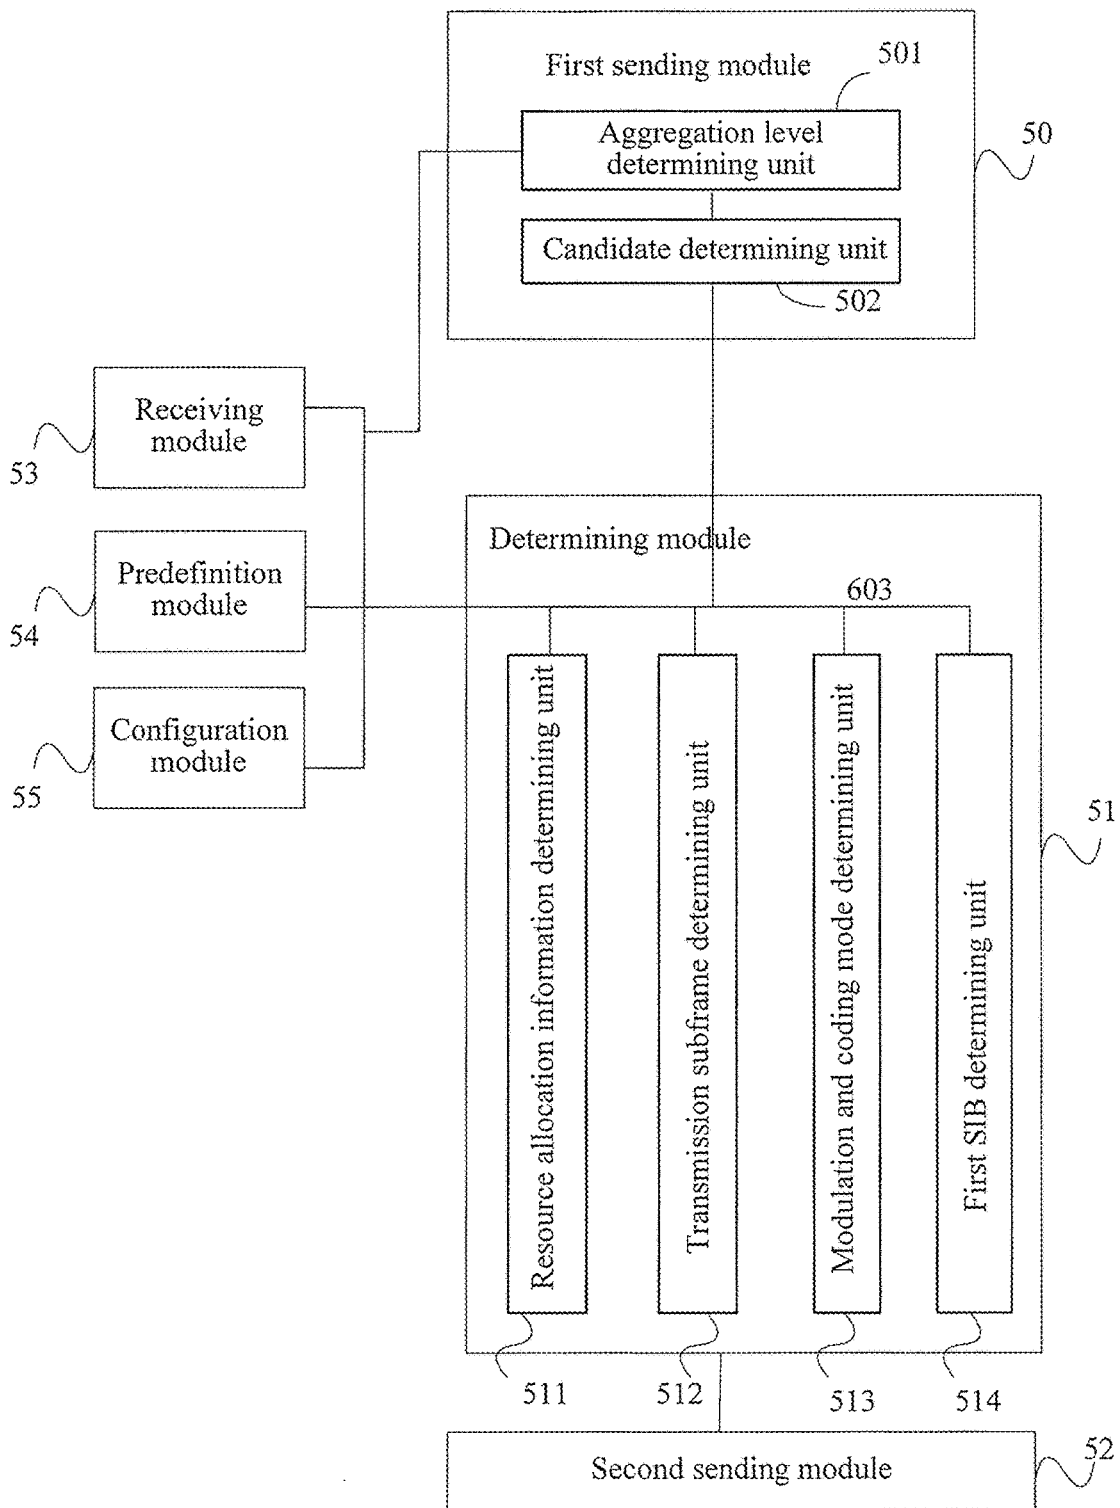 First sending module
501
Aggregation level
determining unit
50
Candidate determining unit
502
Receiving
module
53
Determining module
Predefinition
module
54
603
Configuration
module
55
Resource allocation information determining unit
Transmission subframe determining unit
Modulation and coding mode determining unit
First SIB determining unit
51
511
512
513
514
Second sending module
52